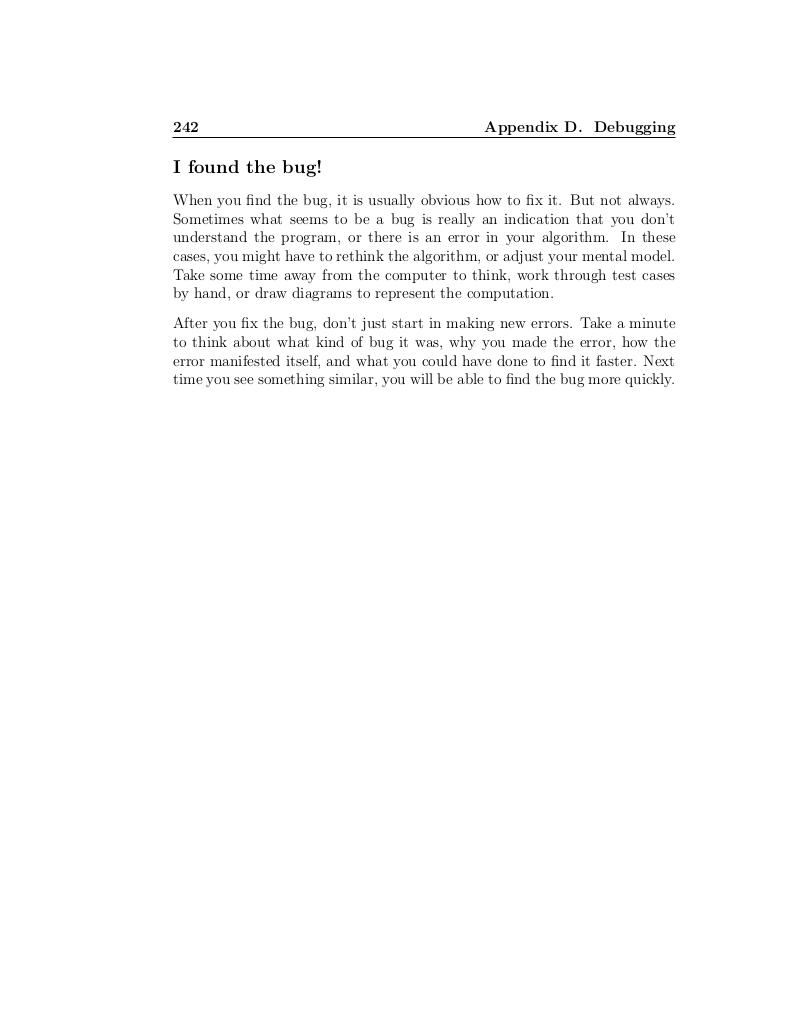 242 Appendix D. Debugging
I found the bug!
When you find the bug, it is usually obvious how to fix it. But not always.
Sometimes what seems to be a bug is really an indication that you don't
understand the program, or there is an error in your algorithm. In these
cases, you might have to rethink the algorithm, or adjust your mental model.
Take some time away from the computer to think, work through test cases
by hand, or draw diagrams to represent the computation.
After you fix the bug, don't just start in making new errors. Take a minute
to think about what kind of bug it was, why you made the error, how the
error manifested itself, and what you could have done to find it faster. Next
time you see something similar, you will be able to find the bug more quickly.